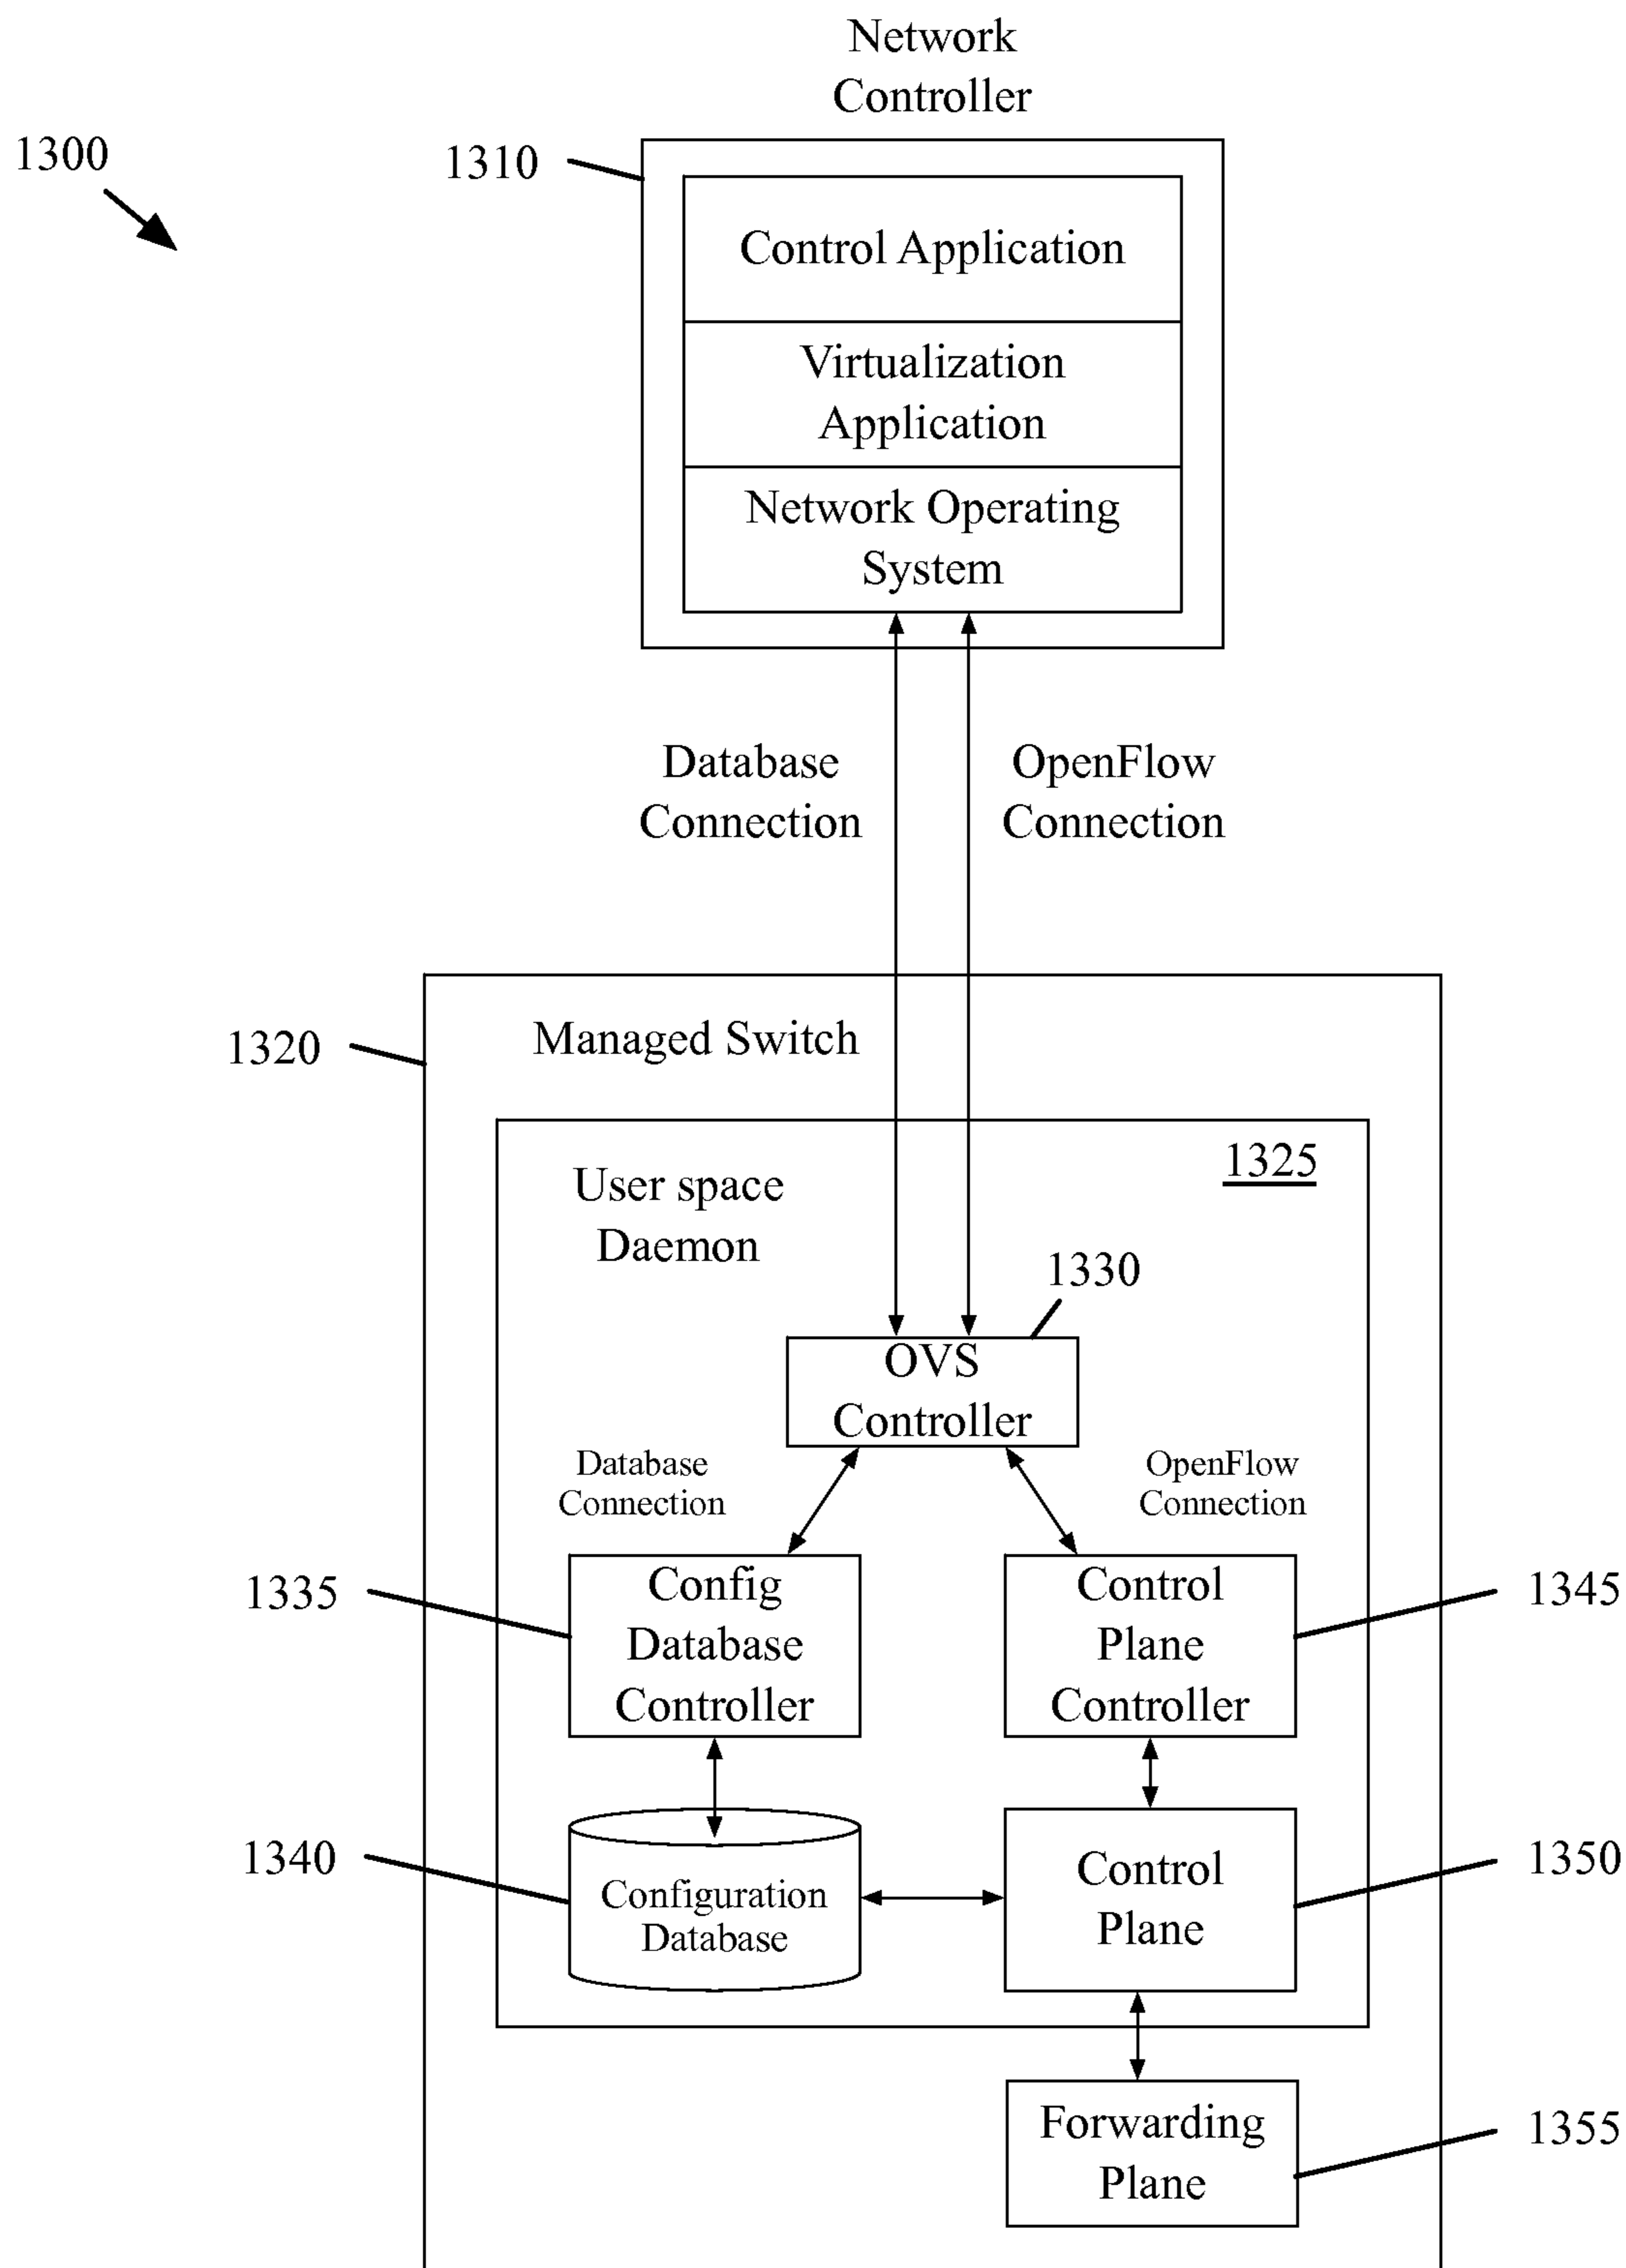 Network
Controller
1300
1310
Control Application
Virtualization
Application
Network Operating
System
Database
Connection
OpenFlow
Connection
1320
Managed Switch
1325
User space
Daemon
1330
OVS
Controller
Database
Connection
OpenFlow
Connection
1335
Config
Database
Controller
Control
Plane
Controller
1345
1340
Configuration
Database
Control
Plane
1350
Forwarding
Plane
1355